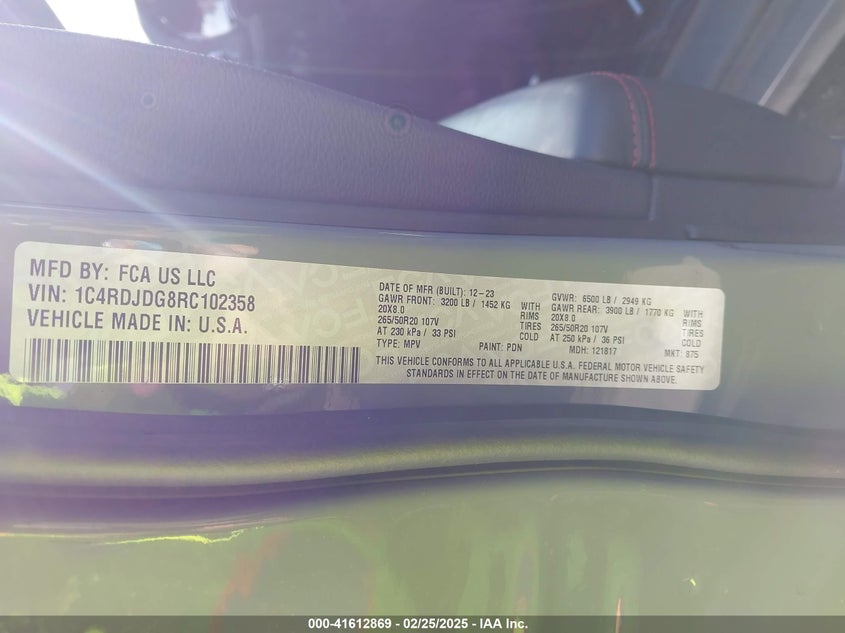 MFD BY: FCA US LLC
VIN: 1C4RDJDG8RC102358
VEHICLE MADE IN: U.S.A.
DATE OF MFR (BUILT): 12-23 GVWR: 6500 LB / 2949 KG
GAWR FRONT: 3200 LB / 1452 KG WITH GAWR REAR: 3900 LB / 1770 KG WITH
20X8.0 RIMS 20X8.0 RIMS
265/50R20 107V TIRES 265/50R20 107V TIRES
AT 230 kPa / 33 PSI COLD AT 250 kPa / 36 PSI COLD
TYPE: MPV PAINT: PDN MDH: 121817 MKT: 875
THIS VEHICLE CONFORMS TO ALL APPLICABLE U.S.A. FEDERAL MOTOR VEHICLE SAFETY
STANDARDS IN EFFECT ON THE DATE OF MANUFACTURE SHOWN ABOVE.
000-41612869 - 02/25/2025 - IAA Inc.